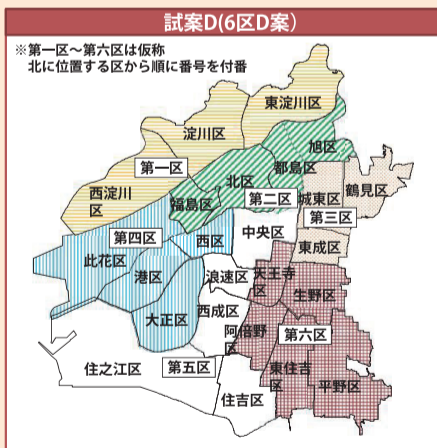 試案D(6区D案）
※第一区～第六区は仮称
北に位置する区から順に番号を付番
東淀川区
淀川区
旭区
都島区
北区
第一区
西淀川
区
福島区
第二区
城東区
鶴見区
第三区
第四区
西区
中央区
東成区
此花区
港区
浪速区
天王寺
区
生野区
大正区
西成区
阿倍野
区
第六区
住之江区
第五区
東住吉
区
平野区
住吉区